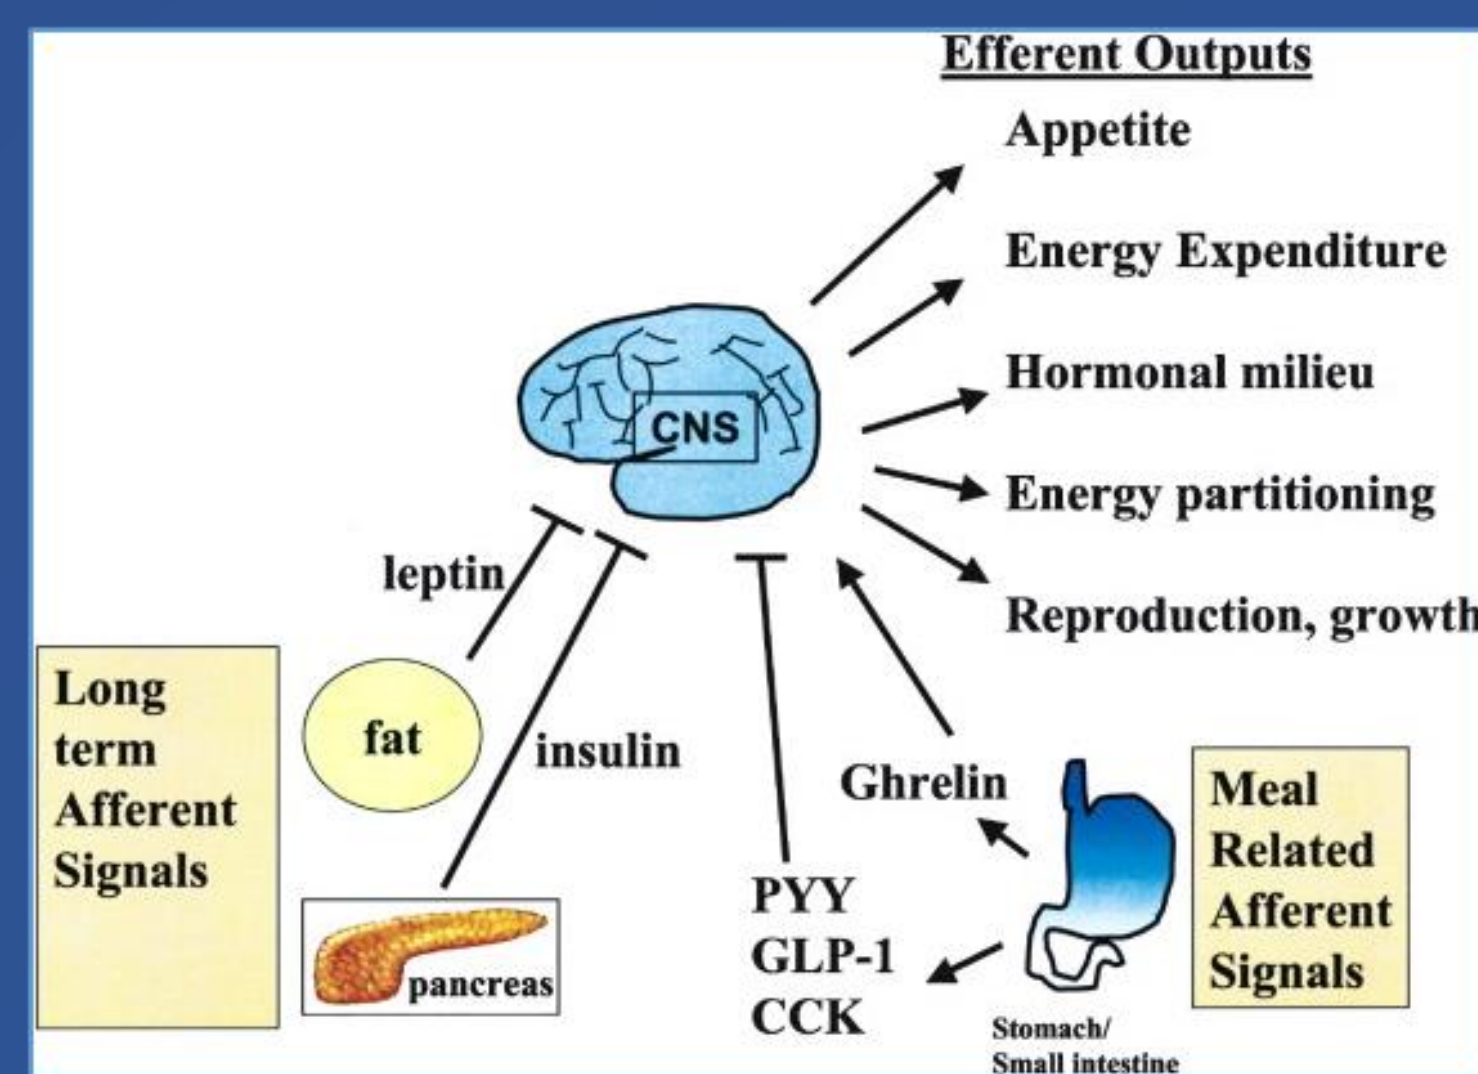 Efferent Outputs
Appetite
Energy Expenditure
Hormonal milieu
Energy partitioning
Reproduction, growth
CNS
leptin
insulin
Long
term
Afferent
Signals
fat
pancreas
Ghrelin
PYY
GLP-1
CCK
Stomach/
Small intestine
Meal
Related
Afferent
Signals